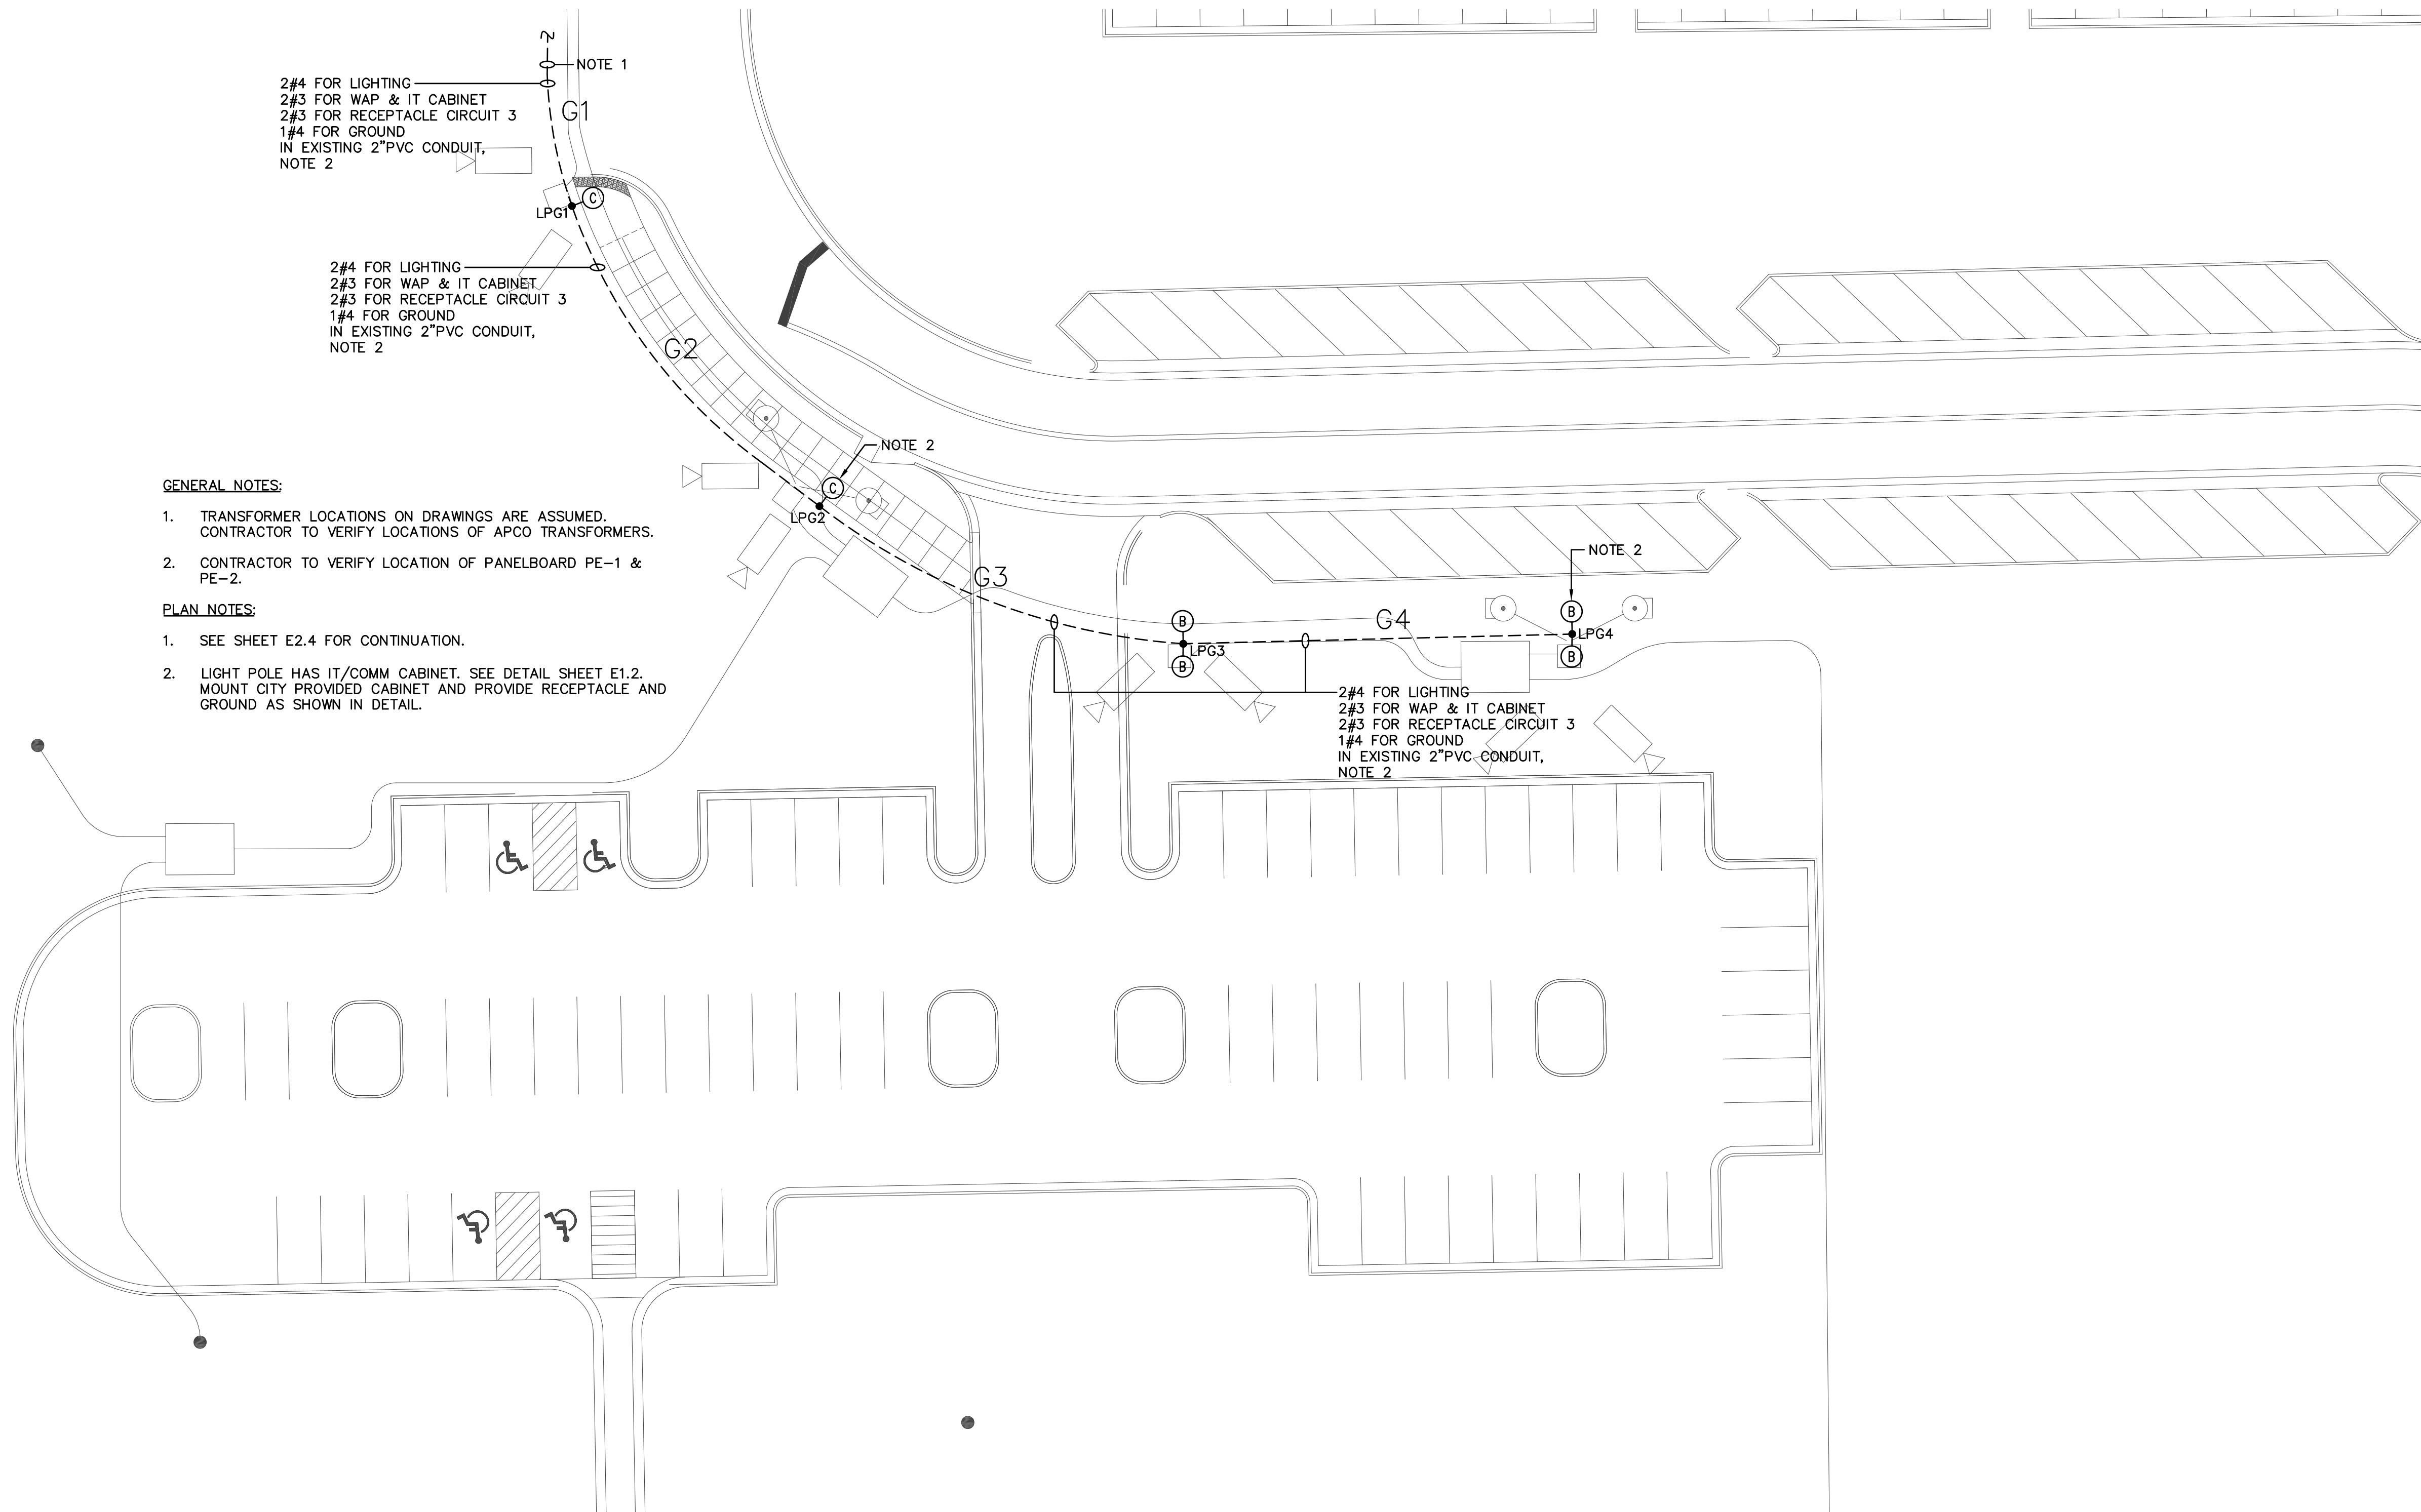 NOTE 1
2#4 FOR LIGHTING
2#3 FOR WAP & IT CABINET
2#3 FOR RECEPTACLE CIRCUIT 3
1#4 FOR GROUND
IN EXISTING 2"PVC CONDUIT,
NOTE 2
G1
C
LPG1
2#4 FOR LIGHTING
2#3 FOR WAP & IT CABINET
2#3 FOR RECEPTACLE CIRCUIT 3
1#4 FOR GROUND
IN EXISTING 2"PVC CONDUIT,
NOTE 2
G2
NOTE 2
C
LPG2
GENERAL NOTES:
1. TRANSFORMER LOCATIONS ON DRAWINGS ARE ASSUMED.
CONTRACTOR TO VERIFY LOCATIONS OF APCO TRANSFORMERS.
2. CONTRACTOR TO VERIFY LOCATION OF PANELBOARD PE-1 &
PE-2.
PLAN NOTES:
1. SEE SHEET E2.4 FOR CONTINUATION.
2. LIGHT POLE HAS IT/COMM CABINET. SEE DETAIL SHEET E1.2.
MOUNT CITY PROVIDED CABINET AND PROVIDE RECEPTACLE AND
GROUND AS SHOWN IN DETAIL.
G3
B
LPG3
B
G4
NOTE 2
B
LPG4
B
2#4 FOR LIGHTING
2#3 FOR WAP & IT CABINET
2#3 FOR RECEPTACLE CIRCUIT 3
1#4 FOR GROUND
IN EXISTING 2"PVC CONDUIT,
NOTE 2